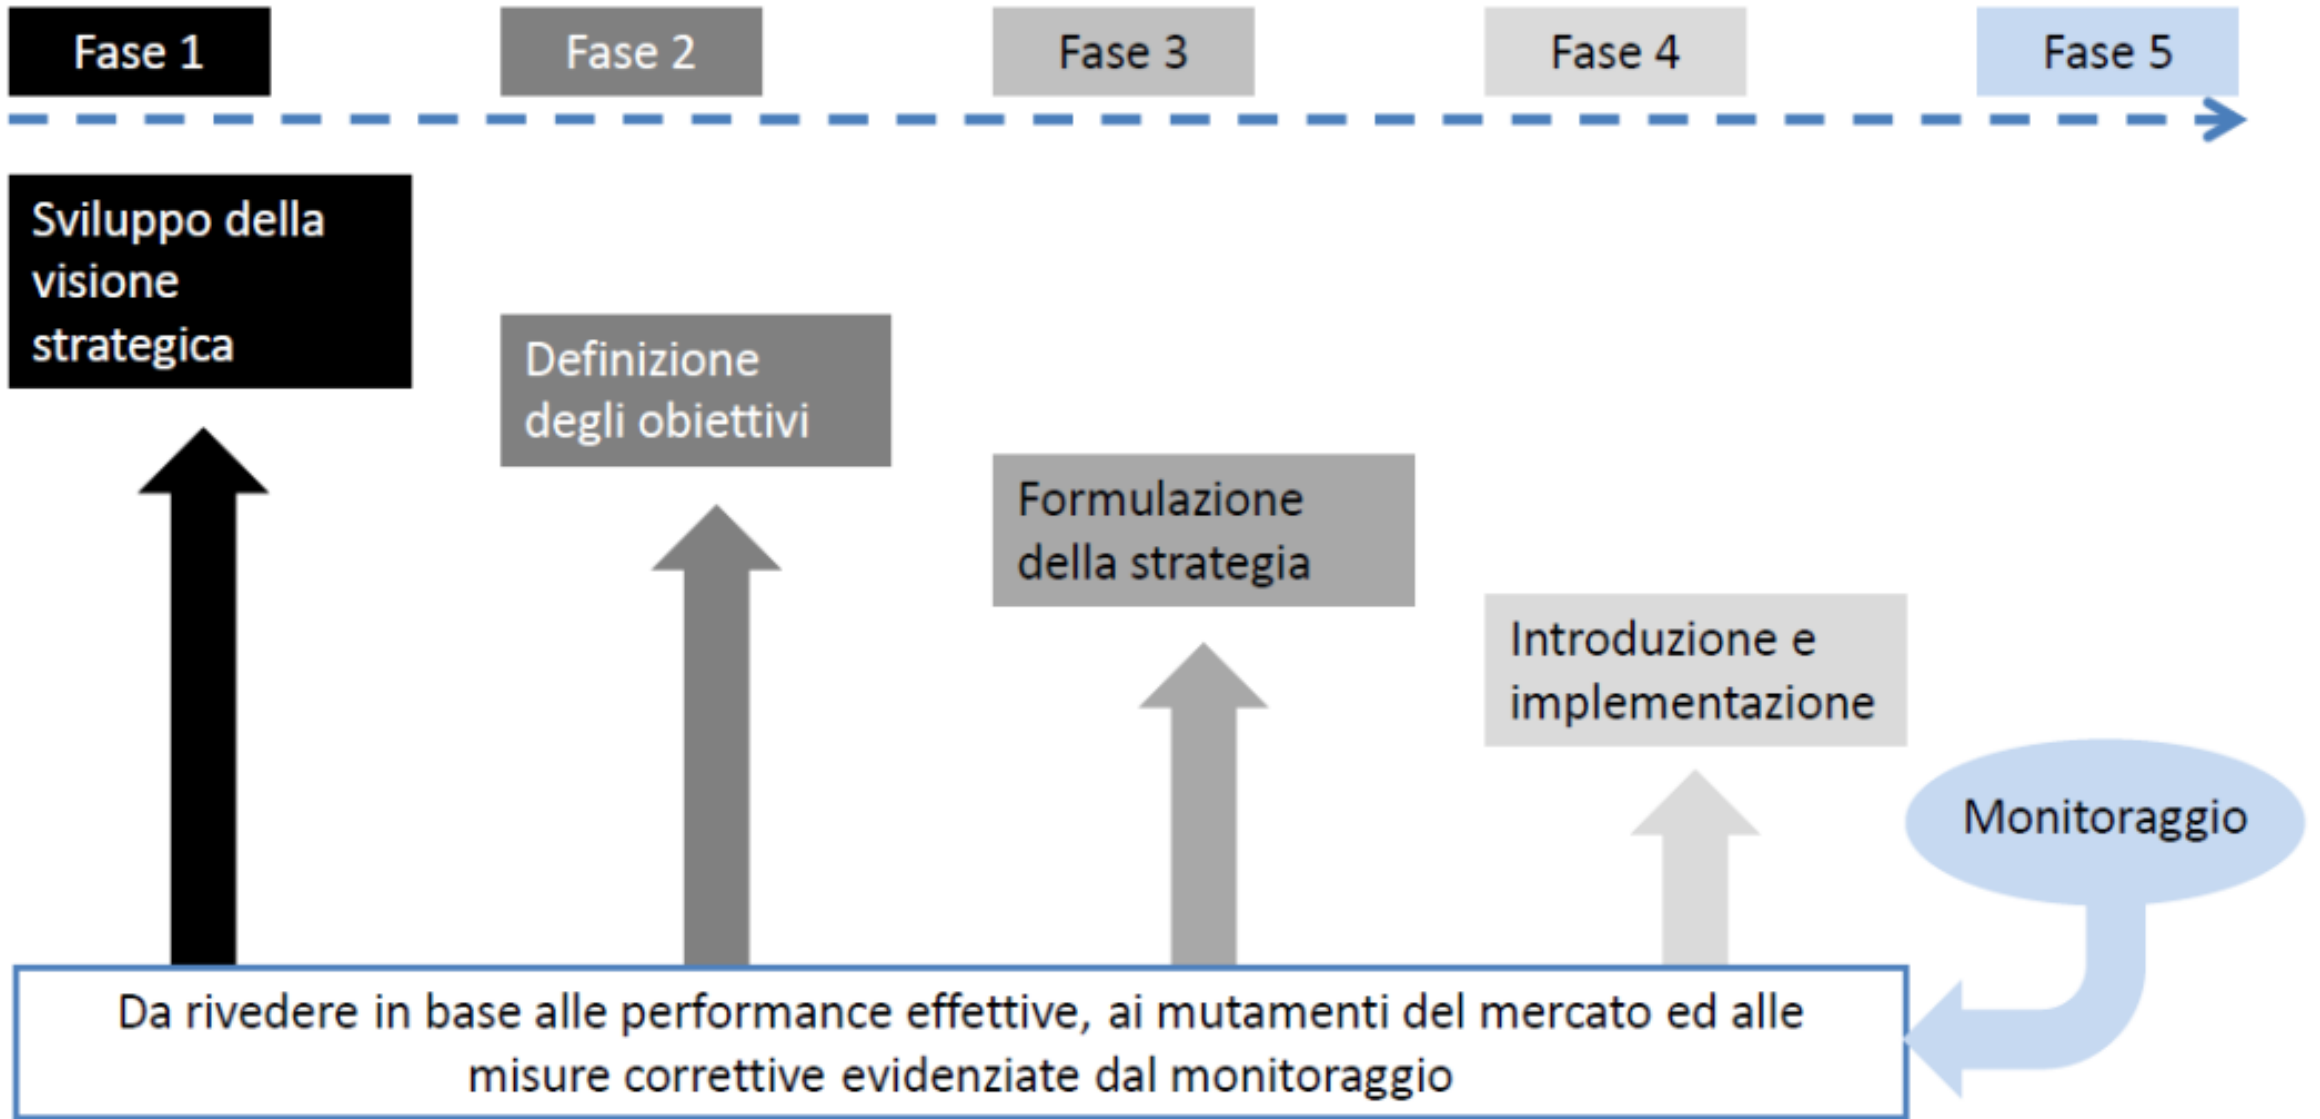 Fase 1
Fase 2
Fase 3
Fase 4
Fase 5
Sviluppo della
visione
strategica
Definizione
degli obiettivi
Formulazione
della strategia
Introduzione e
implementazione
Monitoraggio
Da rivedere in base alle performance effettive, ai mutamenti del mercato ed alle
misure correttive evidenziate dal monitoraggio